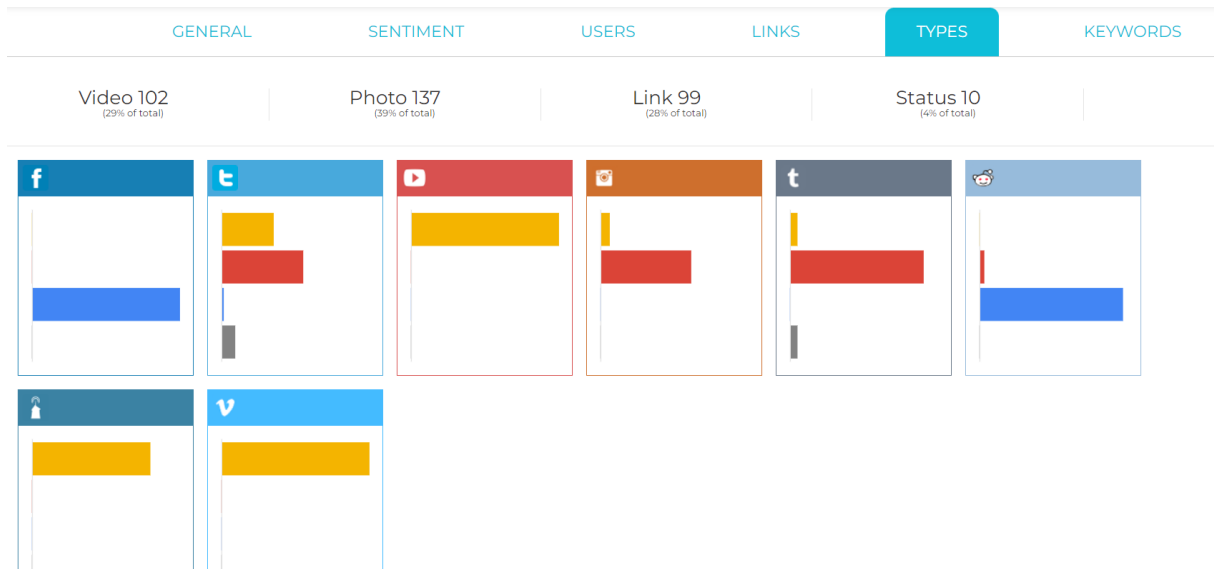 GENERAL SENTIMENT USERS LINKS TYPES KEYWORDS
Video 102 Photo 137 Link 99 Status 10
(29% of total) (39% of total) (28% of total) (4% of total)